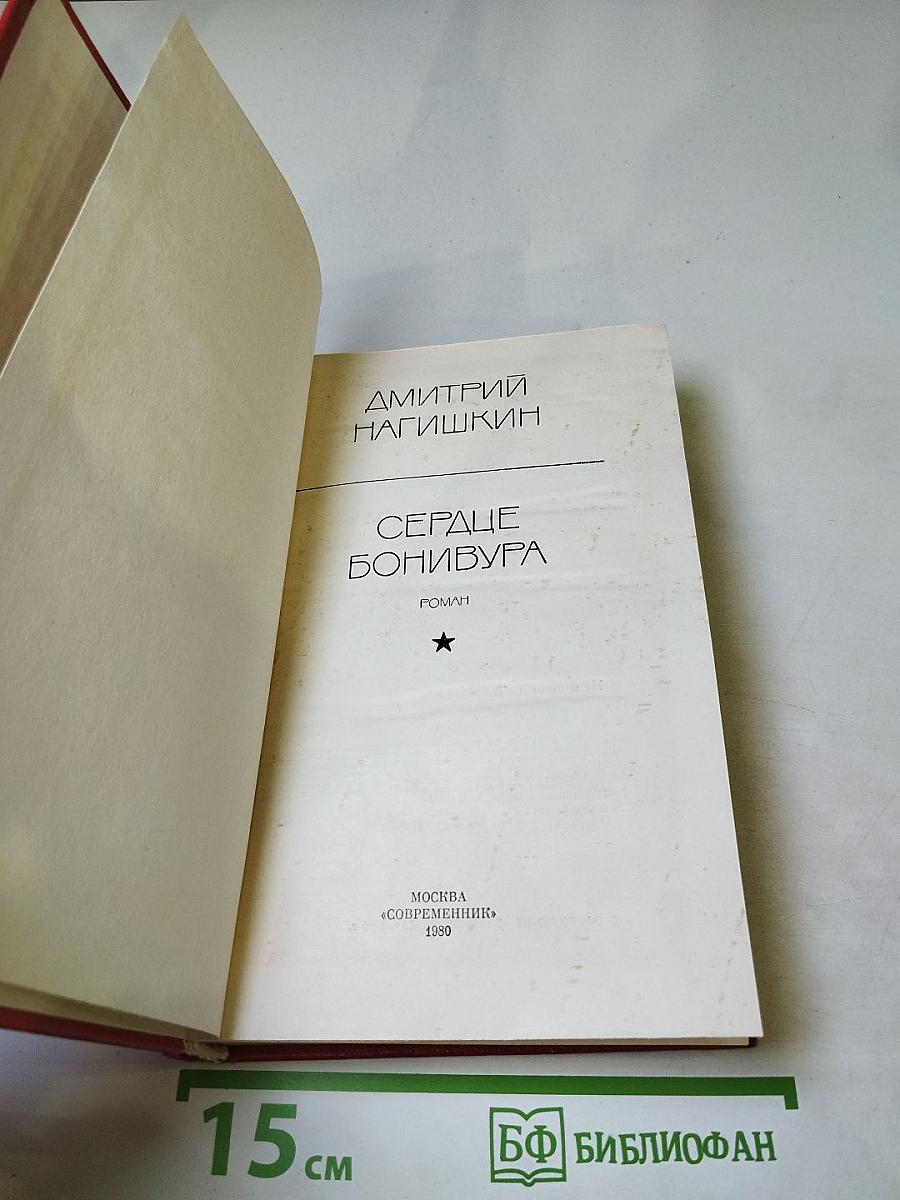 ДМИТРИЙ
НАГИШКИН
СЕРДЦЕ
БОНИВУРА
РОМАН
МОСКВА
«СОВРЕМЕННИК»
1980
15 см
БФ БИБЛИОФАН